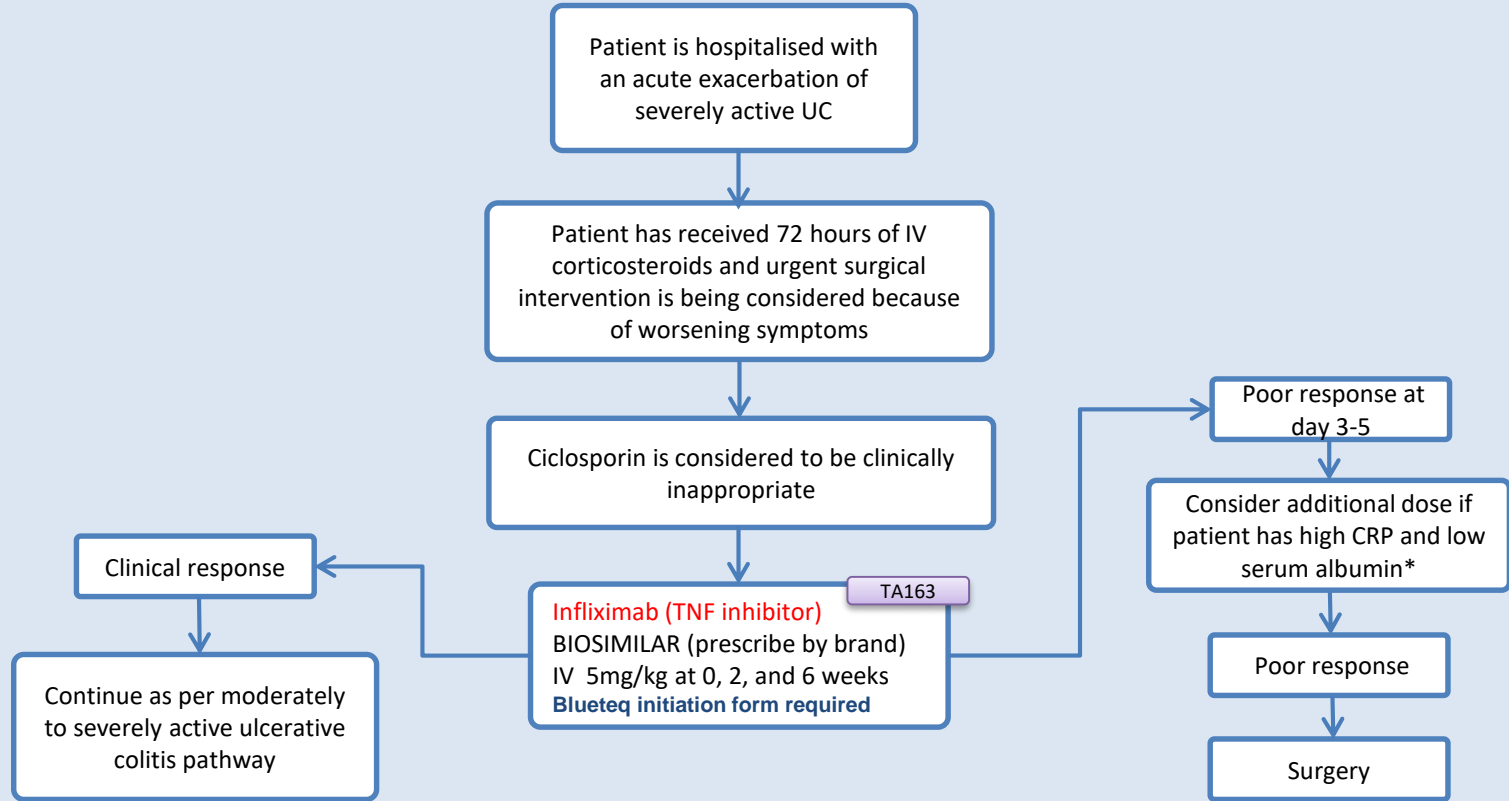 Patient is hospitalised with
an acute exacerbation of
severely active UC
Patient has received 72 hours of IV
corticosteroids and urgent surgical
intervention is being considered because
of worsening symptoms
Ciclosporin is considered to be clinically
inappropriate
TA163
Infliximab (TNF inhibitor)
BIOSIMILAR (prescribe by brand)
IV 5mg/kg at 0, 2, and 6 weeks
Blueteq initiation form required
Clinical response
Continue as per moderately
to severely active ulcerative
colitis pathway
Poor response at
day 3-5
Consider additional dose if
patient has high CRP and low
serum albumin*
Poor response
Surgery